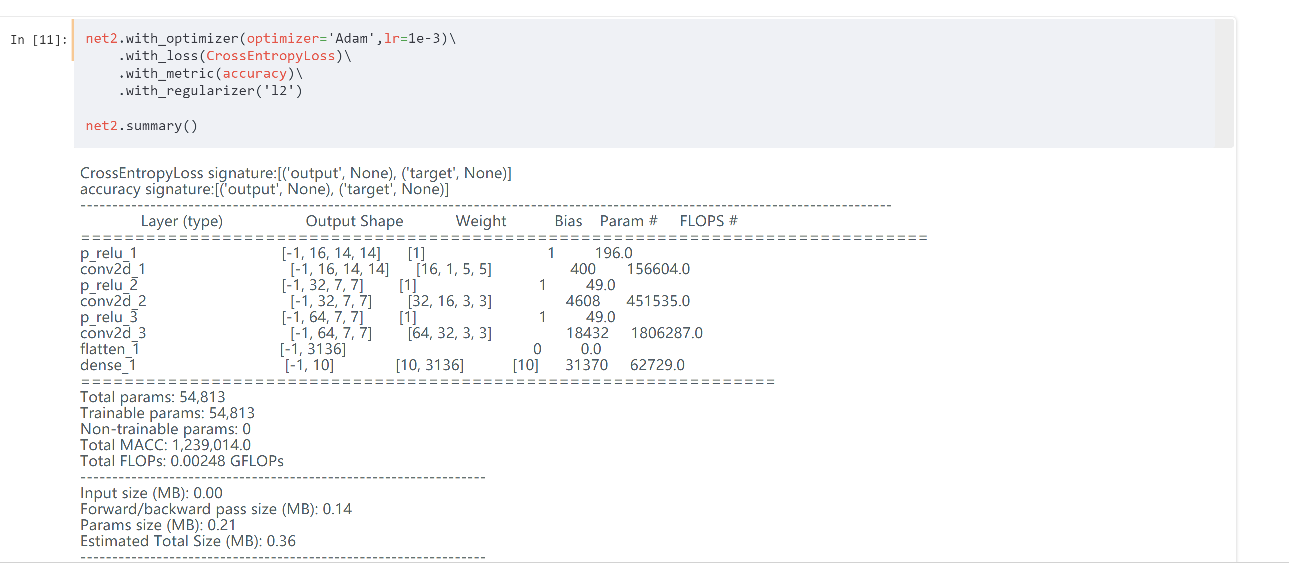 In [11]:
net2.with_optimizer(optimizer='Adam',lr=1e-3)\
.with_loss(CrossEntropyLoss)\
.with_metric(accuracy)\
.with_regularizer('l2')
net2.summary()
CrossEntropyLoss signature:[('output', None), ('target', None)]
accuracy signature:[('output', None), ('target', None)]
--------------------------------------------------------------------------------------------------------------------------------
Layer (type) Output Shape Weight Bias Param # FLOPS #
==============================================================================
p_relu_1 [-1, 16, 14, 14] [1] 1 196.0
conv2d_1 [-1, 16, 14, 14] [16, 1, 5, 5] 400 156604.0
p_relu_2 [-1, 32, 7, 7] [1] 1 49.0
conv2d_2 [-1, 32, 7, 7] [32, 16, 3, 3] 4608 451535.0
p_relu_3 [-1, 64, 7, 7] [1] 1 49.0
conv2d_3 [-1, 64, 7, 7] [64, 32, 3, 3] 18432 1806287.0
flatten_1 [-1, 3136] 0 0.0
dense_1 [-1, 10] [10, 3136] [10] 31370 62729.0
================================================================
Total params: 54,813
Trainable params: 54,813
Non-trainable params: 0
Total MACC: 1,239,014.0
Total FLOPs: 0.00248 GFLOPs
----------------------------------------------------------------
Input size (MB): 0.00
Forward/backward pass size (MB): 0.14
Params size (MB): 0.21
Estimated Total Size (MB): 0.36
----------------------------------------------------------------